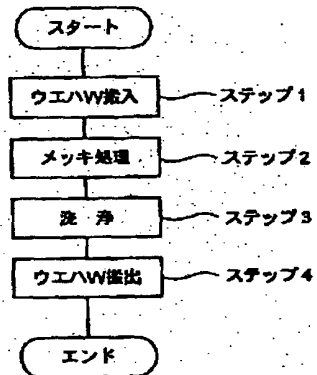 スタート
ウエハW搬入 ステップ1
メッキ処理 ステップ2
洗 浄 ステップ3
ウエハW搬出 ステップ4
エンド